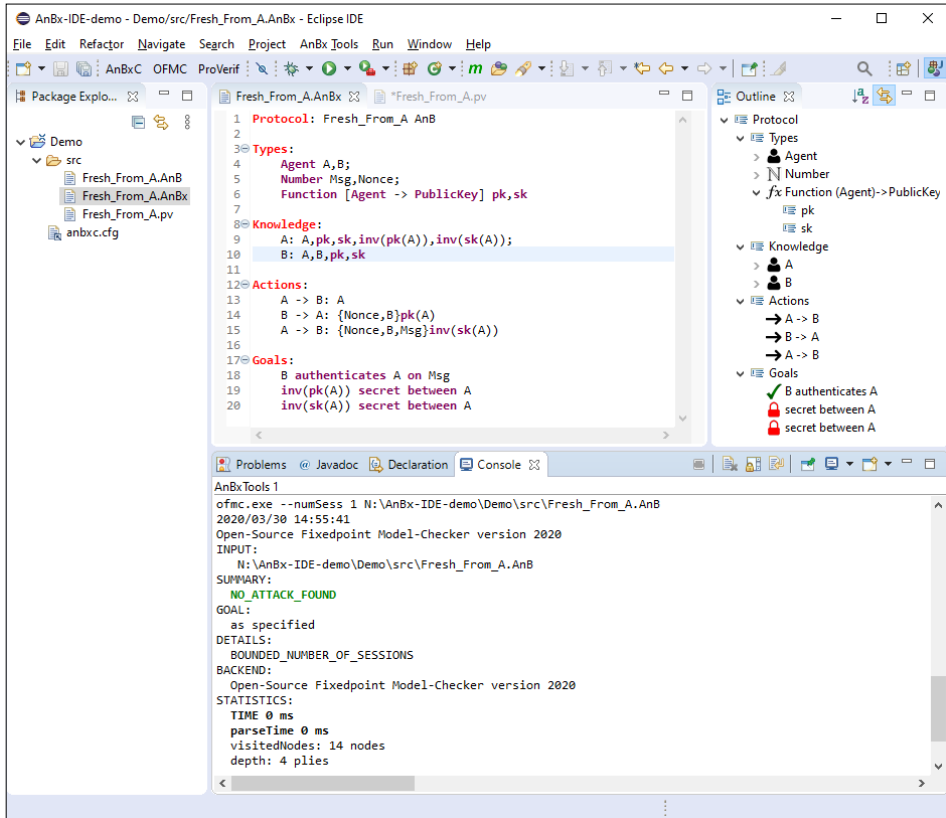 AnBx-IDE-demo - Demo/src/Fresh_From_A.AnBx - Eclipse IDE
File Edit Refactor Navigate Search Project AnBx Tools Run Window Help
AnBxC OFMC ProVerif
Package Explo...
Demo
src
Fresh_From_A.AnB
Fresh_From_A.AnBx
Fresh_From_A.pv
anbxc.cfg
Fresh_From_A.AnBx *Fresh_From_A.pv
1 Protocol: Fresh_From_A AnB
2
3 Types:
4 Agent A,B;
5 Number Msg,Nonce;
6 Function [Agent -> PublicKey] pk,sk
7
8 Knowledge:
9 A: A,pk,sk,inv(pk(A)),inv(sk(A));
10 B: A,B,pk,sk
11
12 Actions:
13 A -> B: A
14 B -> A: {Nonce,B}pk(A)
15 A -> B: {Nonce,B,Msg}inv(sk(A))
16
17 Goals:
18 B authenticates A on Msg
19 inv(pk(A)) secret between A
20 inv(sk(A)) secret between A
Outline
Protocol
Types
Agent
N Number
fx Function (Agent)->PublicKey
pk
sk
Knowledge
A
B
Actions
A -> B
B -> A
A -> B
Goals
B authenticates A
secret between A
secret between A
Problems @ Javadoc Declaration Console
AnBxTools 1
ofmc.exe --numSess 1 N:\AnBx-IDE-demo\Demo\src\Fresh_From_A.AnB
2020/03/30 14:55:41
Open-Source Fixedpoint Model-Checker version 2020
INPUT:
N:\AnBx-IDE-demo\Demo\src\Fresh_From_A.AnB
SUMMARY:
NO_ATTACK_FOUND
GOAL:
as specified
DETAILS:
BOUNDED_NUMBER_OF_SESSIONS
BACKEND:
Open-Source Fixedpoint Model-Checker version 2020
STATISTICS:
TIME 0 ms
parseTime 0 ms
visitedNodes: 14 nodes
depth: 4 plies